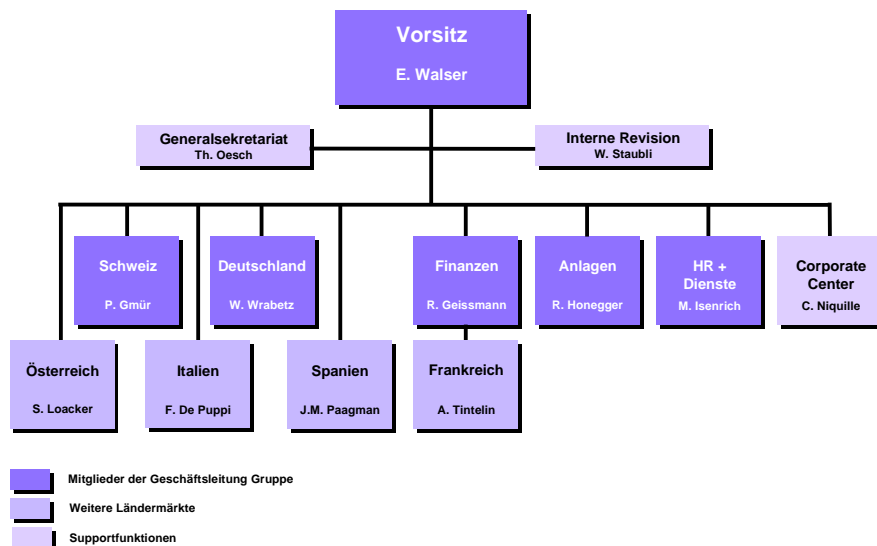 Vorsitz
E. Walser
Generalsekretariat
Th. Oesch
Interne Revision
W. Staubli
Schweiz
P. Gmür
Deutschland
W. Wrabetz
Finanzen
R. Geissmann
Anlagen
R. Honegger
HR +
Dienste
M. Isenrich
Corporate
Center
C. Niquille
Österreich
S. Loacker
Italien
F. De Puppi
Spanien
J.M. Paagman
Frankreich
A. Tintelin
Mitglieder der Geschäftsleitung Gruppe
Weitere Ländermärkte
Supportfunktionen